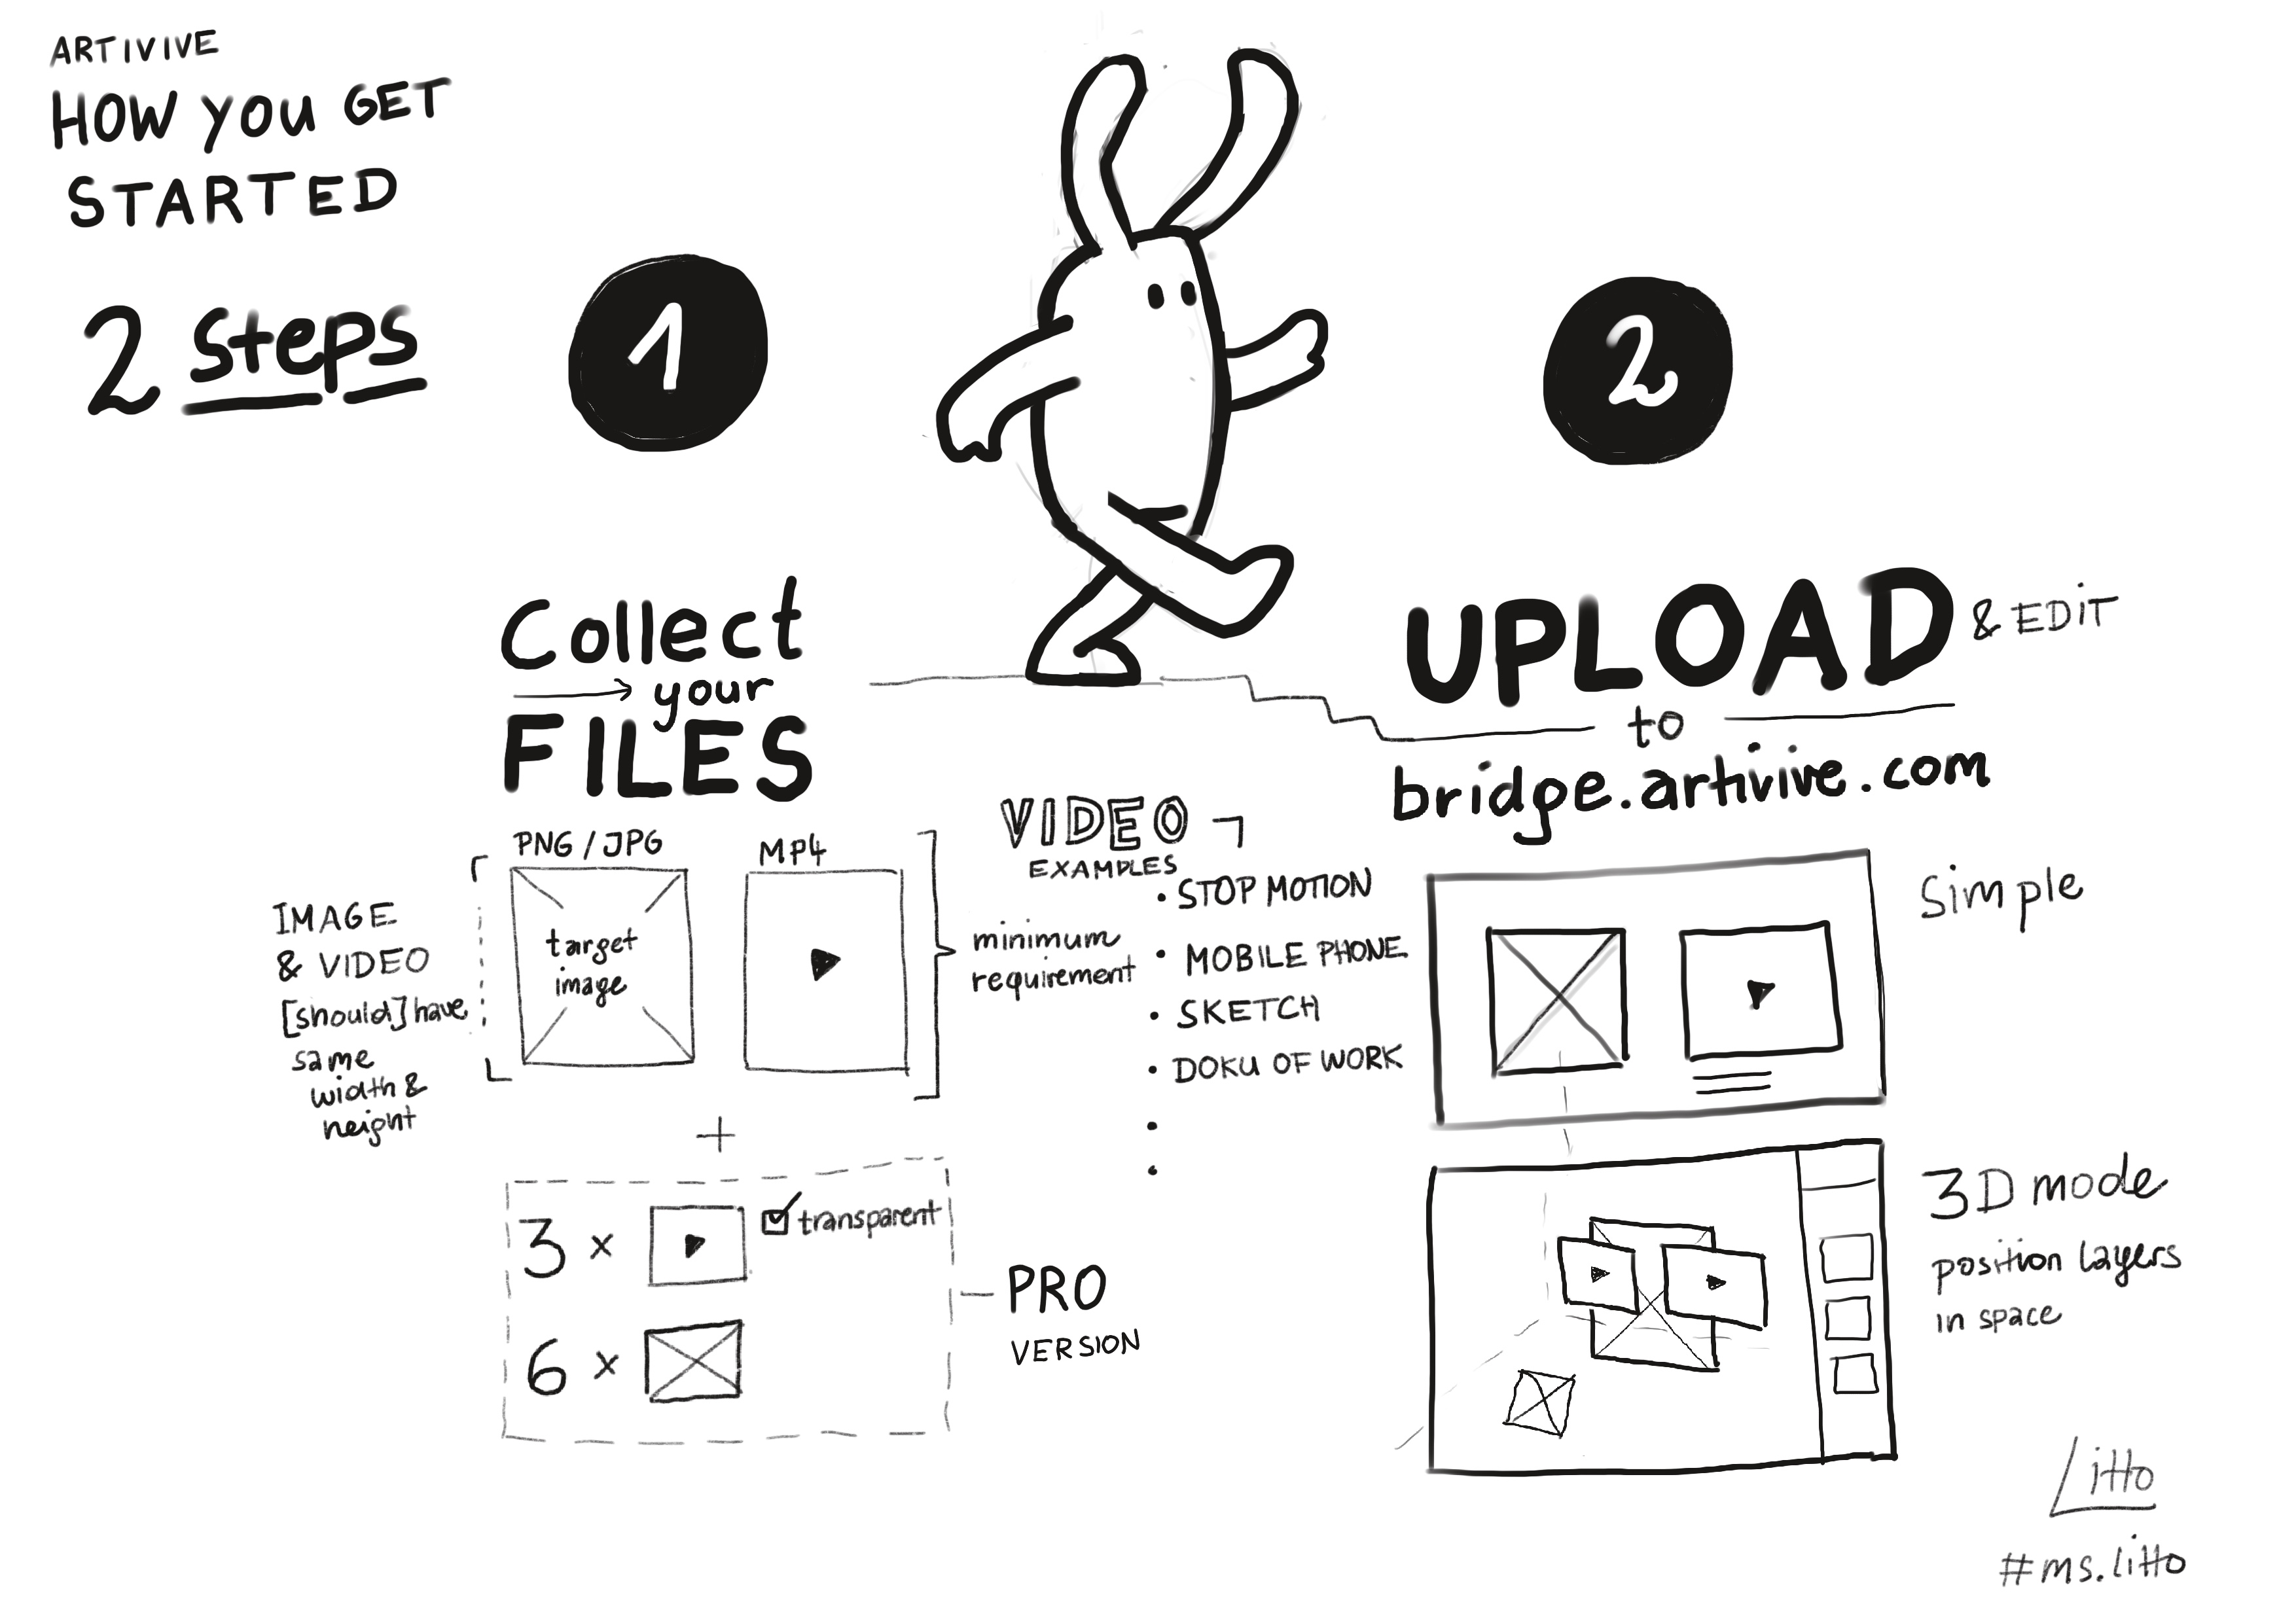 ARTIVIVE
HOW YOU GET
STARTED
2 steps
1
Collect
your
FILES
PNG / JPG
MP4
IMAGE
& VIDEO
[should] have
same
width &
height
target
image
minimum
requirement
+
3 x
transparent
6 x
PRO
VERSION
VIDEO
EXAMPLES
• STOP MOTION
• MOBILE PHONE
• SKETCH
• DOKU OF WORK
•
•
2
UPLOAD & EDIT
to
bridge.artivive.com
Simple
3D mode
position layers
in space
Litto
#ms.litto